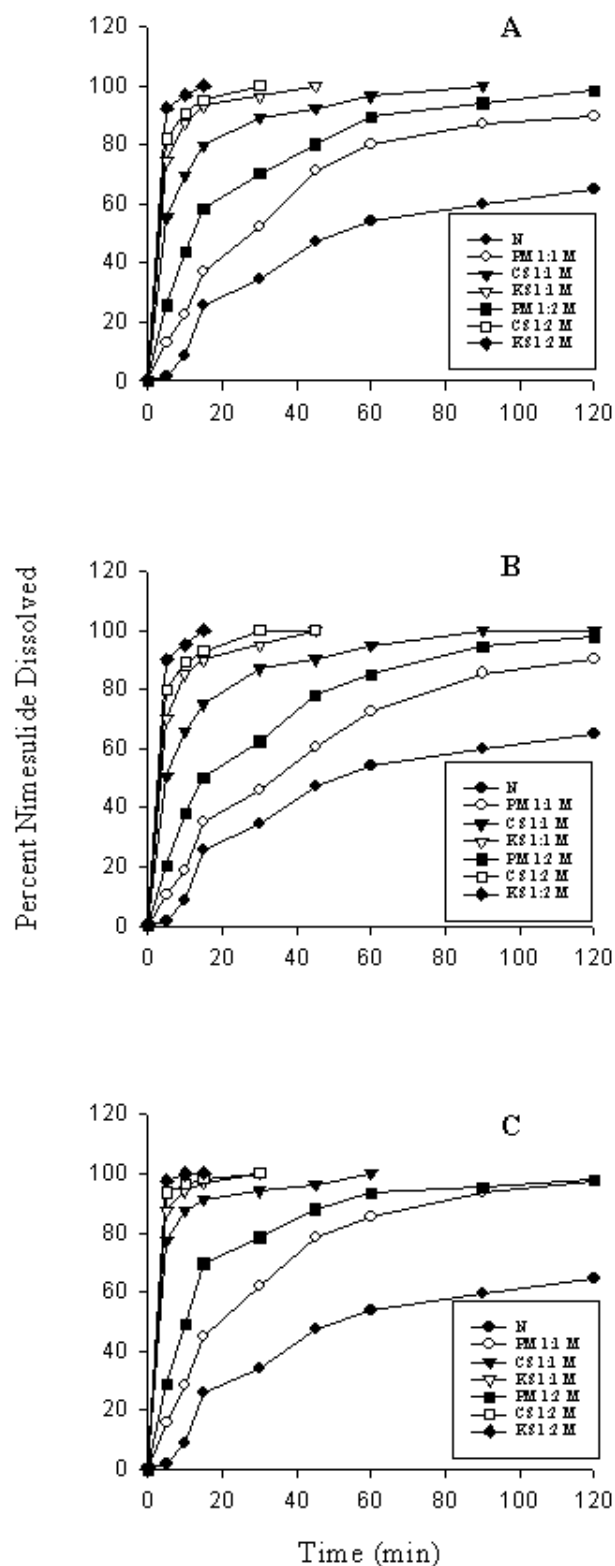 A
120
100
80
60
40
20
0
N
PM 1:1 M
CS 1:1 M
KS 1:1 M
PM 1:2 M
CS 1:2 M
KS 1:2 M
0 20 40 60 80 100 120
Percent Nimesulide Dissolved
B
120
100
80
60
40
20
0
N
PM 1:1 M
CS 1:1 M
KS 1:1 M
PM 1:2 M
CS 1:2 M
KS 1:2 M
0 20 40 60 80 100 120
C
120
100
80
60
40
20
0
N
PM 1:1 M
CS 1:1 M
KS 1:1 M
PM 1:2 M
CS 1:2 M
KS 1:2 M
0 20 40 60 80 100 120
Time (min)